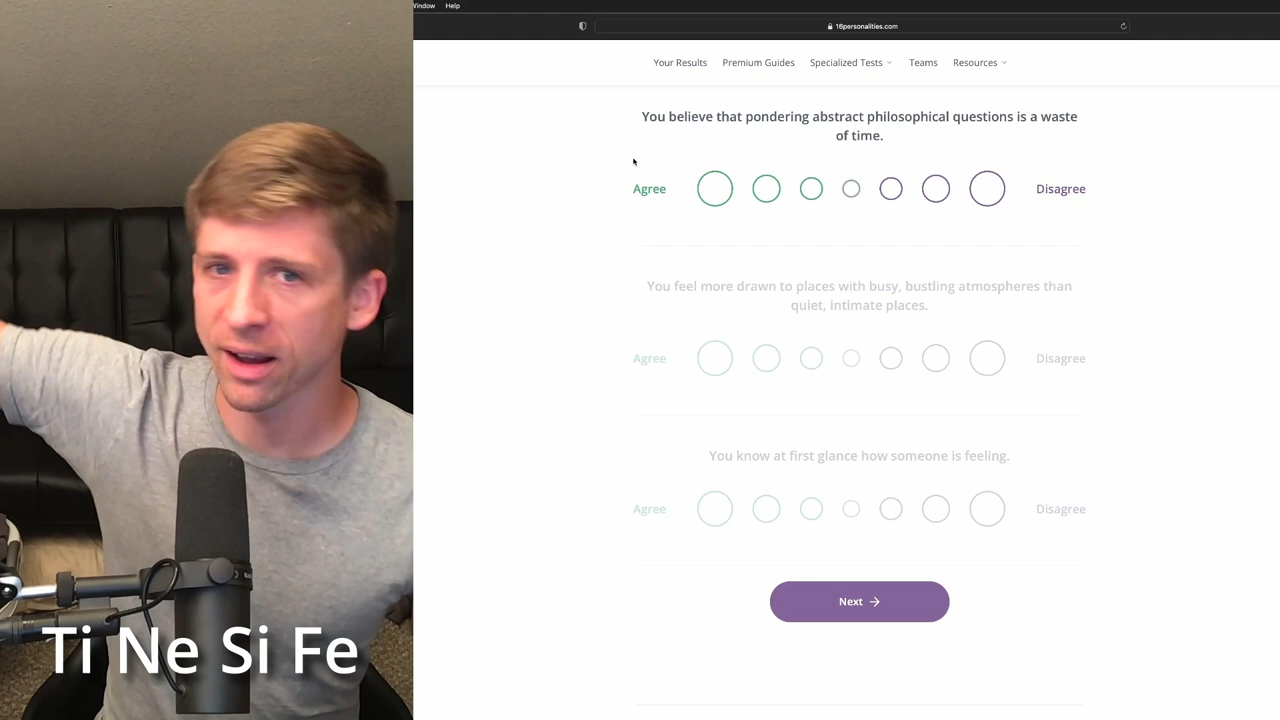 Window Help
16personalities.com
Your Results Premium Guides Specialized Tests Teams Resources
You believe that pondering abstract philosophical questions is a waste
of time.
Agree Disagree
You feel more drawn to places with busy, bustling atmospheres than
quiet, intimate places.
Agree Disagree
You know at first glance how someone is feeling.
Agree Disagree
Next
Ti Ne Si Fe